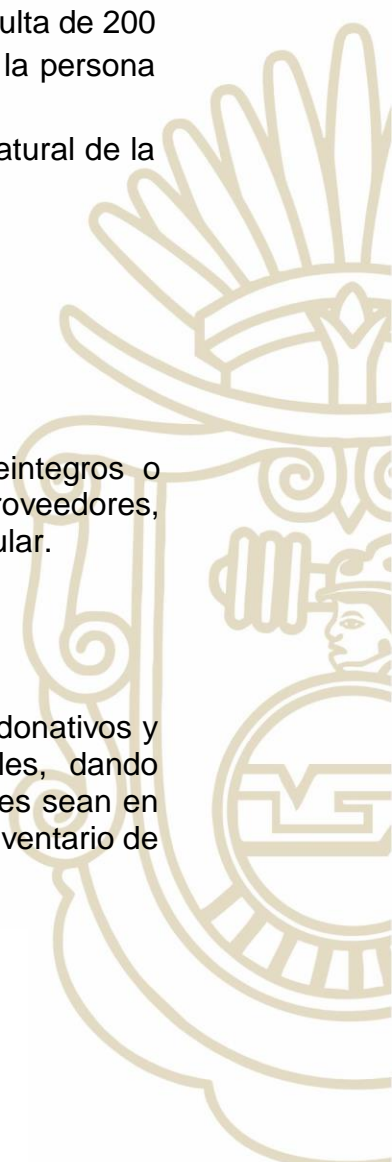 ulta de 200
la persona
atural de la
eintegros o
roveedores,
ular.
donativos y
les, dando
es sean en
ventario de